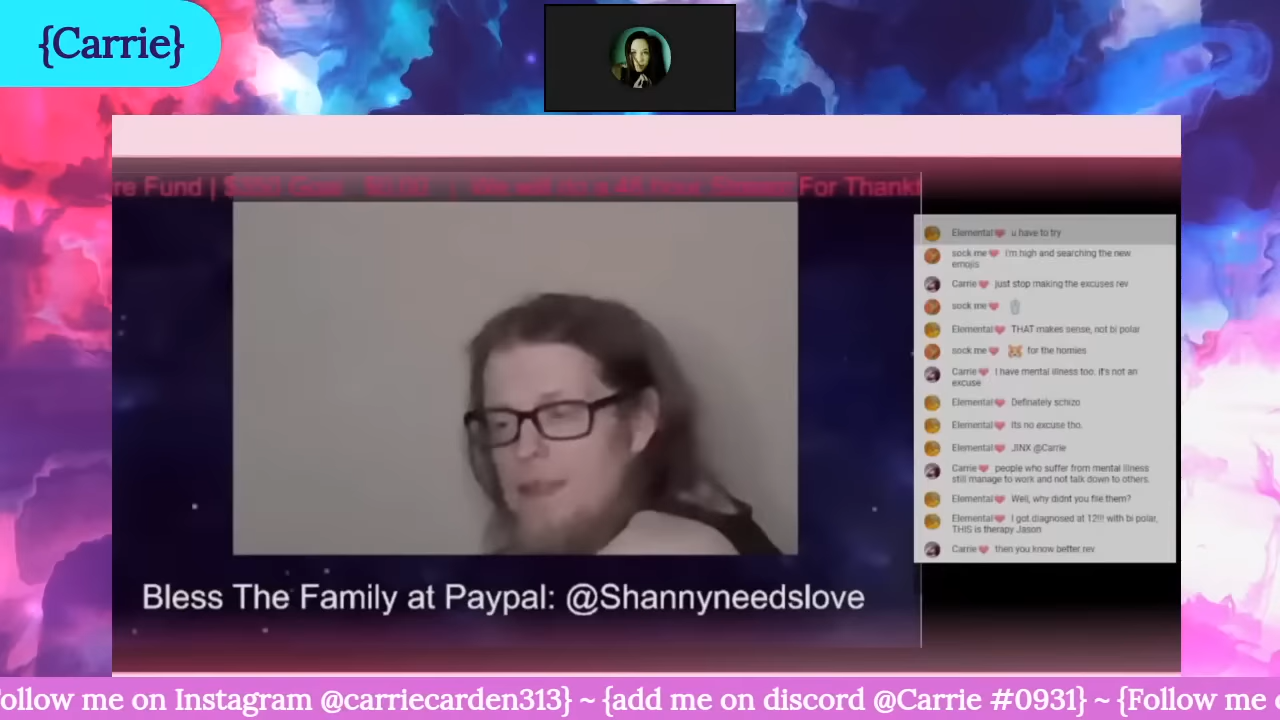 {Carrie}
re Fund | $350 Goal - $0.00 | We will do a 48 hour Stream For Thankf
Elemental u have to try
sock me i'm high and searching the new
emojis
Carrie just stop making the excuses rev
sock me
Elemental THAT makes sense, not bi polar
sock me for the homies
Carrie I have mental illness too. it's not an
excuse
Elemental Definately schizo
Elemental Its no excuse tho.
Elemental JINX @Carrie
Carrie people who suffer from mental illness
still manage to work and not talk down to others.
Elemental Well, why didnt you file them?
Elemental I got diagnosed at 12!!! with bi polar,
THIS is therapy Jason
Carrie then you know better rev
Bless The Family at Paypal: @Shannyneedslove
ollow me on Instagram @carriecarden313} ~ {add me on discord @Carrie #0931} ~ {Follow me